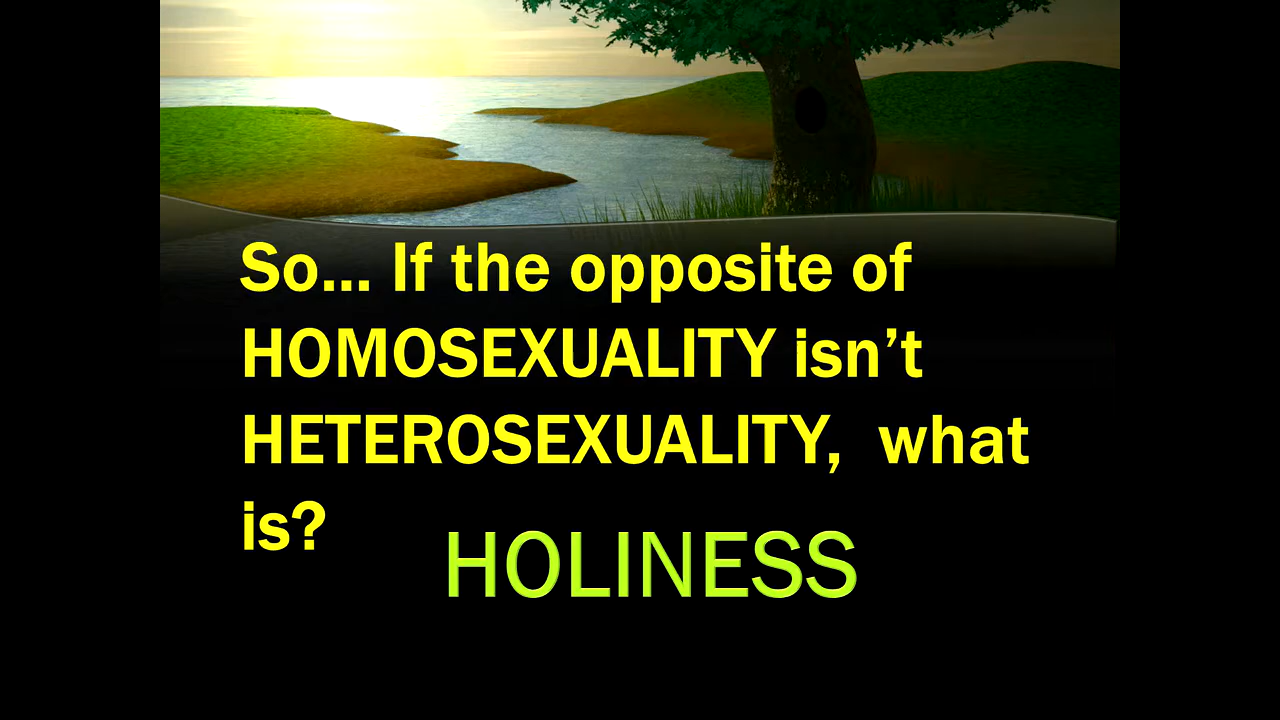 So... If the opposite of
HOMOSEXUALITY isn’t
HETEROSEXUALITY, what
is?
HOLINESS